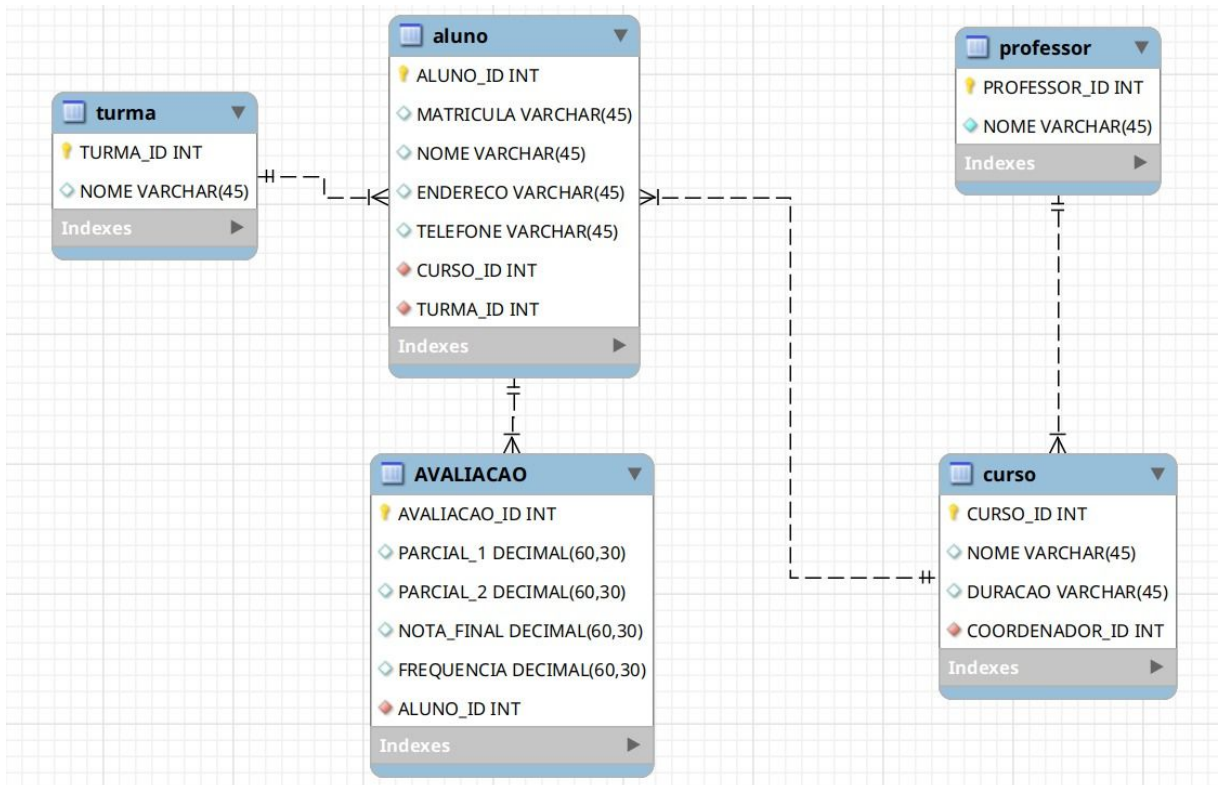 turma
TURMA_ID INT
NOME VARCHAR(45)
Indexes
aluno
ALUNO_ID INT
MATRICULA VARCHAR(45)
NOME VARCHAR(45)
ENDERECO VARCHAR(45)
TELEFONE VARCHAR(45)
CURSO_ID INT
TURMA_ID INT
Indexes
professor
PROFESSOR_ID INT
NOME VARCHAR(45)
Indexes
AVALIACAO
AVALIACAO_ID INT
PARCIAL_1 DECIMAL(60,30)
PARCIAL_2 DECIMAL(60,30)
NOTA_FINAL DECIMAL(60,30)
FREQUENCIA DECIMAL(60,30)
ALUNO_ID INT
Indexes
curso
CURSO_ID INT
NOME VARCHAR(45)
DURACAO VARCHAR(45)
COORDENADOR_ID INT
Indexes